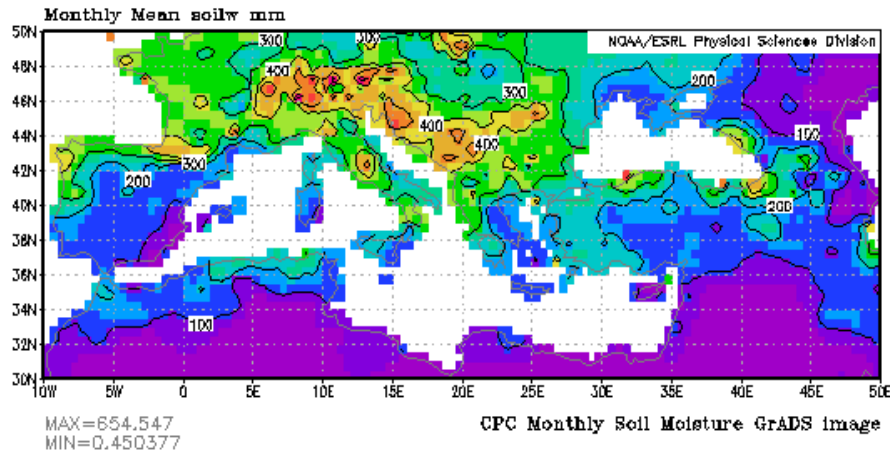 Monthly Mean soilw mm
NOAA/ESRL Physical Sciences Division
50N
48N
46N
44N
42N
40N
38N
36N
34N
32N
30N
300
300
400
300
200
400
300
400
100
200
200
100
10W 5W 0 5E 10E 15E 20E 25E 30E 35E 40E 45E 50E
MAX=654.547
MIN=0.450377
CPC Monthly Soil Moisture GrADS image